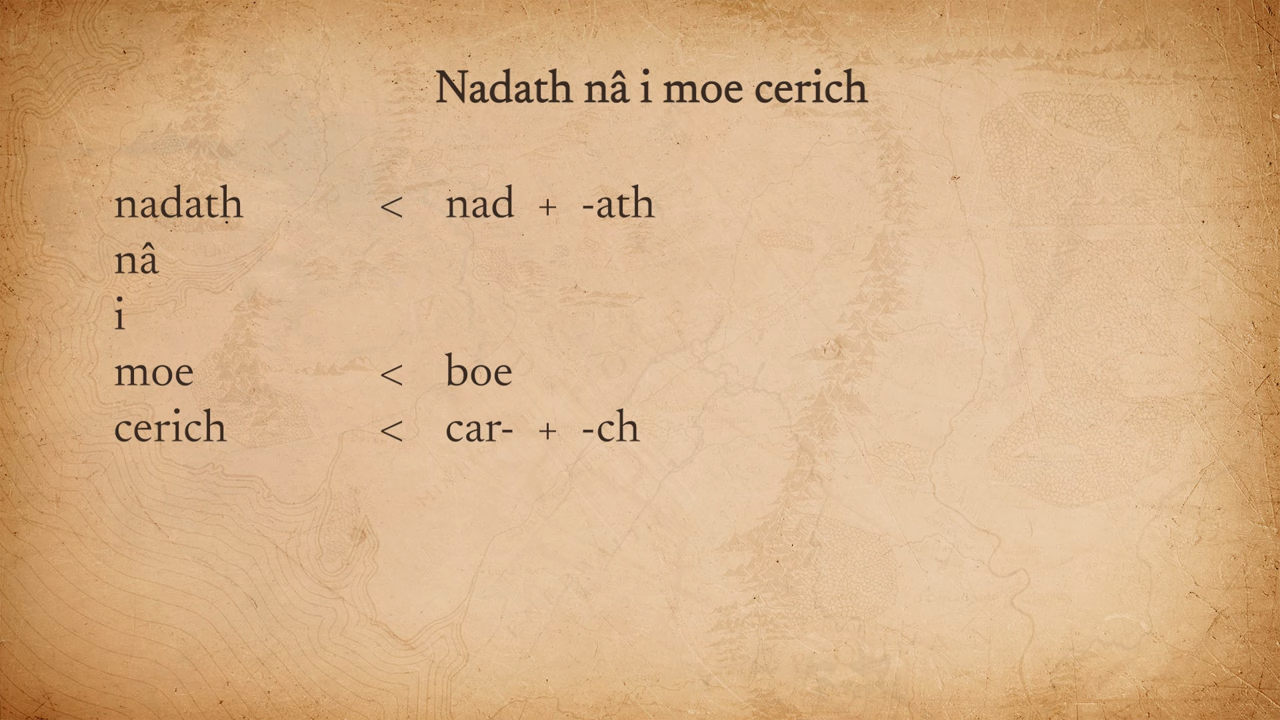 Nadath nâ i moe cerich
nadath < nad + -ath
nâ
i
moe < boe
cerich < car- + -ch